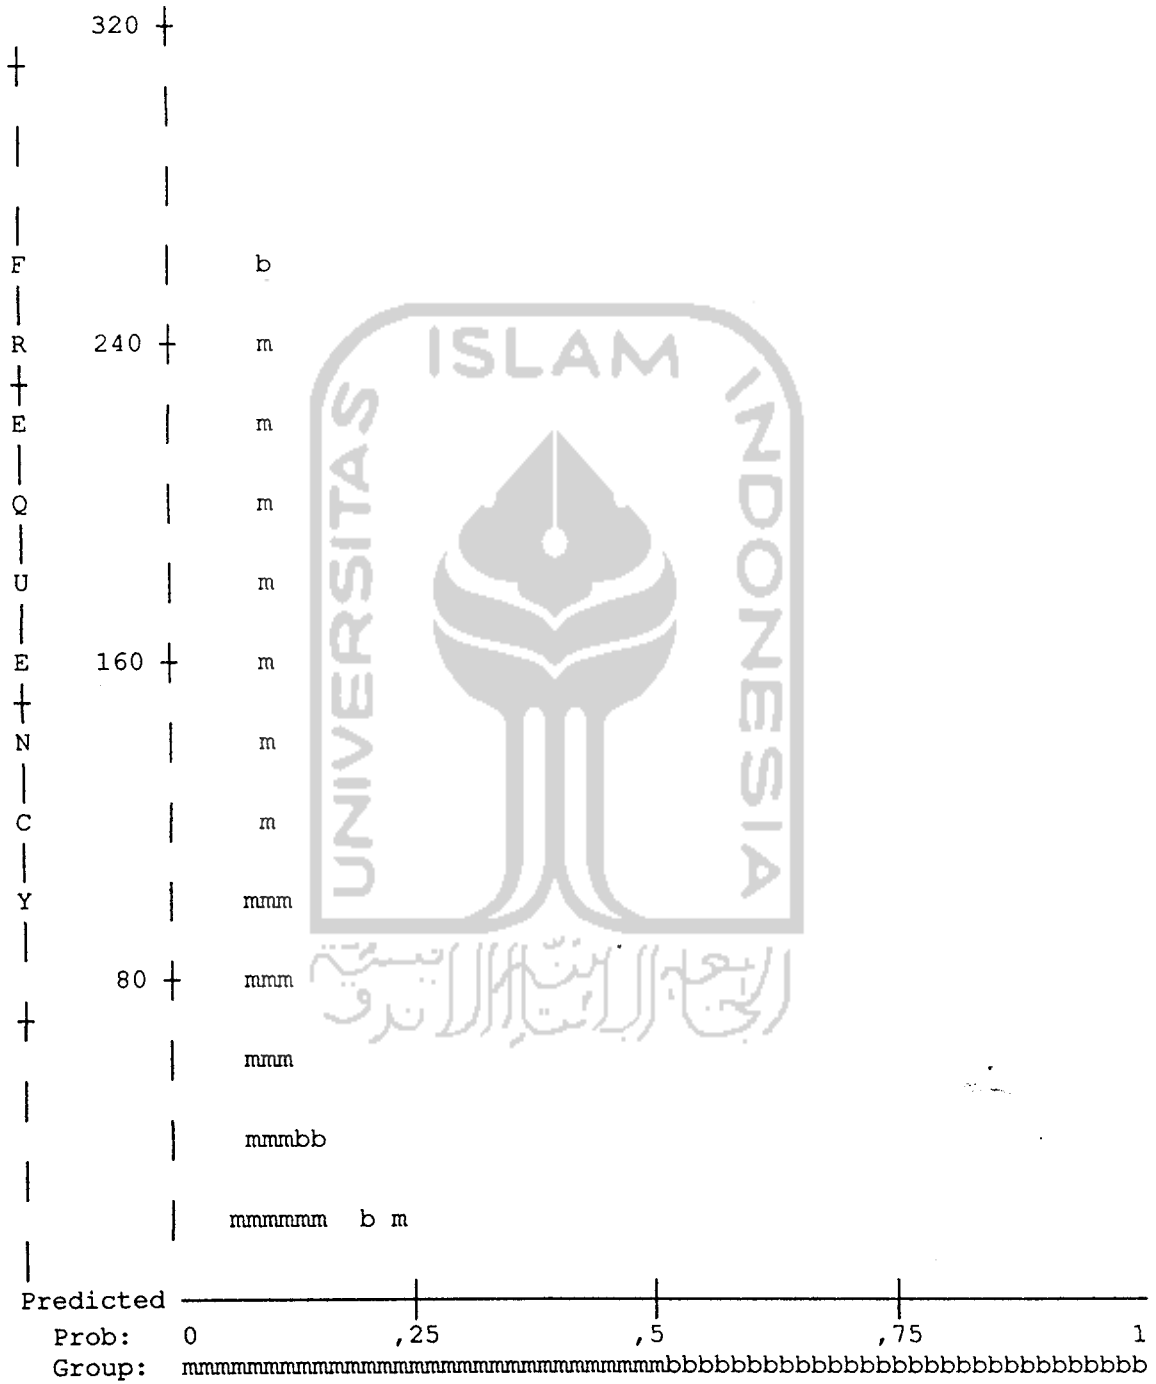 320 ┼
┼
│
│
│
│
│
F │ b
│
R 240 ┼ m
┼
E │ m
│
Q │ m
│
U │ m
│
E 160 ┼ m
┼
N │ m
│
C │ m
│
Y │ mmm
│
80 ┼ mmm
┼
│ mmm
│
│ mmmbb
│
│ mmmmmm b m
│
Predicted
Prob: 0 ,25 ,5 ,75 1
Group: mmmmmmmmmmmmmmmmmmmmmmmmmmmmmmbbbbbbbbbbbbbbbbbbbbbbbbbbbbbb
UNIVERSITAS
ISLAM
INDONESIA